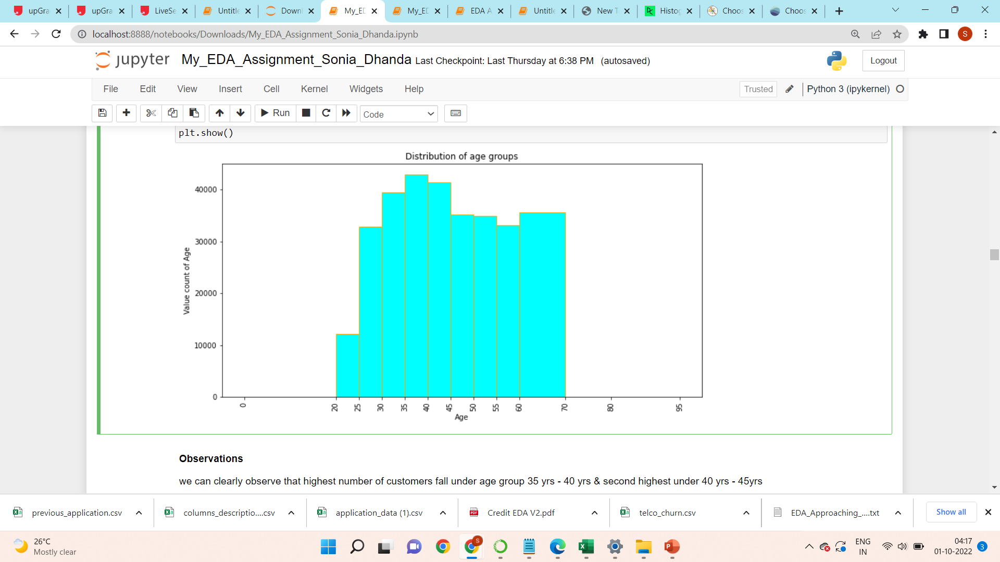 upGra
upGra
LiveSe
Untitle
Downl
My_ED
My_ED
EDA A
Untitle
New T
Histog
Choos
Choos
localhost:8888/notebooks/Downloads/My_EDA_Assignment_Sonia_Dhanda.ipynb
S
jupyter My_EDA_Assignment_Sonia_Dhanda Last Checkpoint: Last Thursday at 6:38 PM (autosaved)
Logout
File Edit View Insert Cell Kernel Widgets Help
Trusted
Python 3 (ipykernel)
Run
Code
plt.show()
Distribution of age groups
Value count of Age
40000
30000
20000
10000
0
0 20 25 30 35 40 45 50 55 60 70 80 95
Age
Observations
we can clearly observe that highest number of customers fall under age group 35 yrs - 40 yrs & second highest under 40 yrs - 45yrs
previous_application.csv
columns_descriptio....csv
application_data (1).csv
PDF
Credit EDA V2.pdf
telco_churn.csv
EDA_Approaching_....txt
Show all
26°C
Mostly clear
S
ENG
IN
04:17
01-10-2022
3